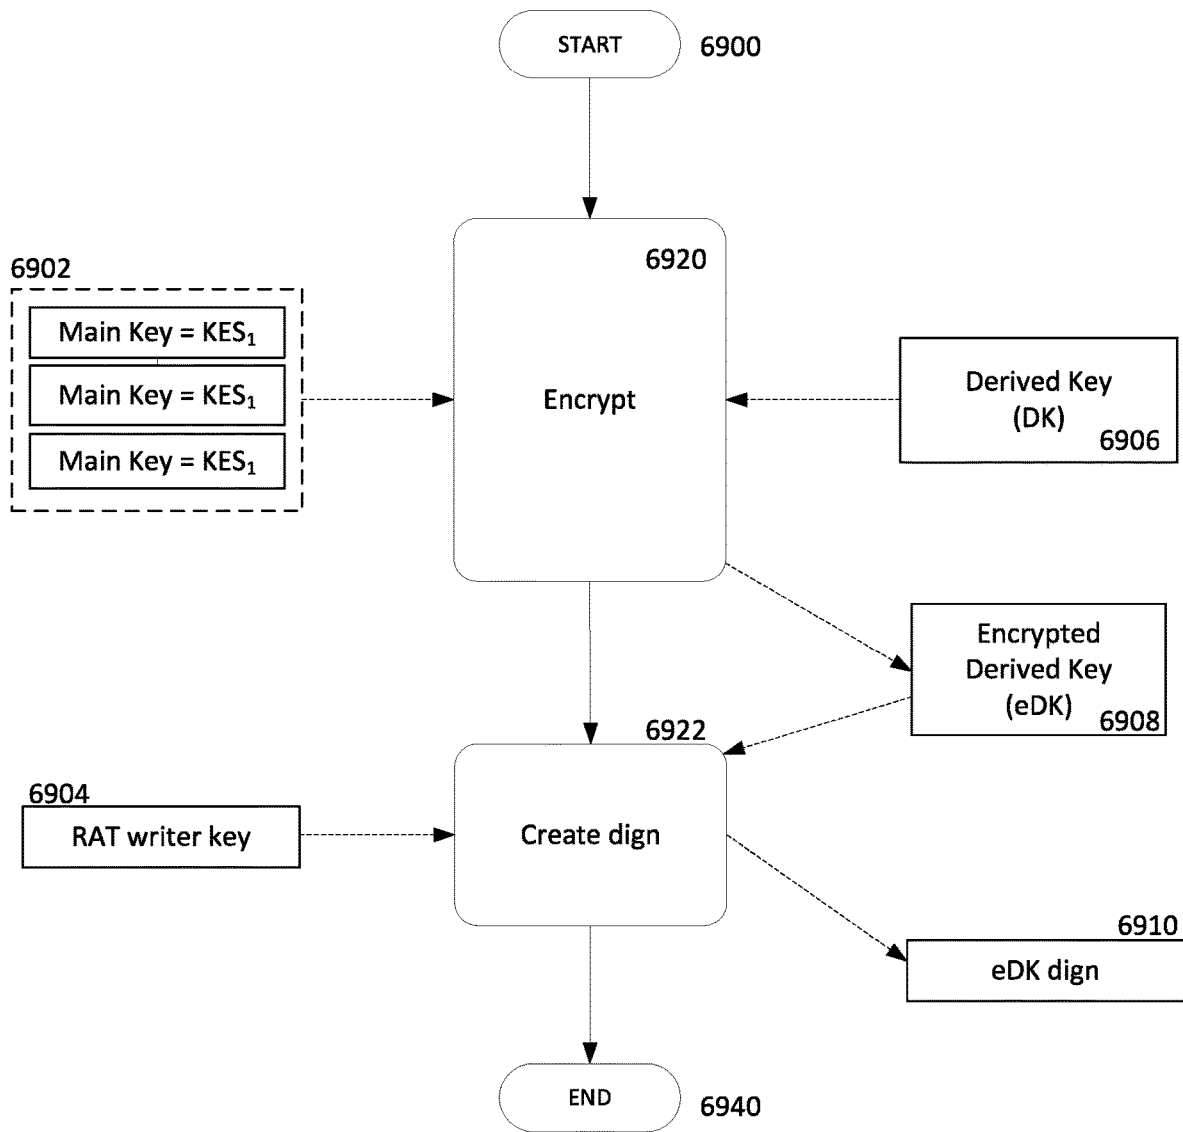 START
6900
6920
6902
Main Key = KES₁
Main Key = KES₁
Main Key = KES₁
Encrypt
Derived Key
(DK)
6906
Encrypted
Derived Key
(eDK)
6908
6922
6904
RAT writer key
Create dign
6910
eDK dign
END
6940